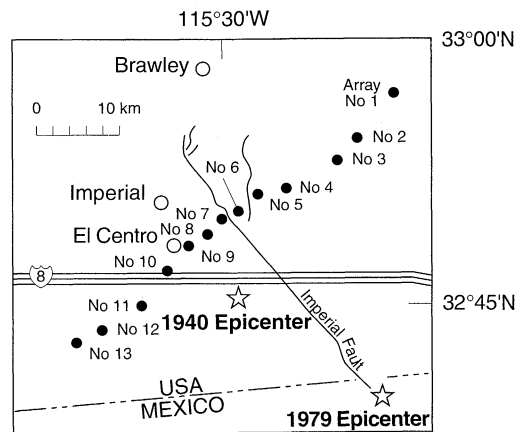 115°30'W
33°00'N
Brawley
Array
No 1
0 10 km
No 2
No 3
No 6
No 4
No 5
Imperial
No 7
El Centro
No 8
No 9
No 10
8
32°45'N
No 11
1940 Epicenter
Imperial Fault
No 12
No 13
USA
MEXICO
1979 Epicenter